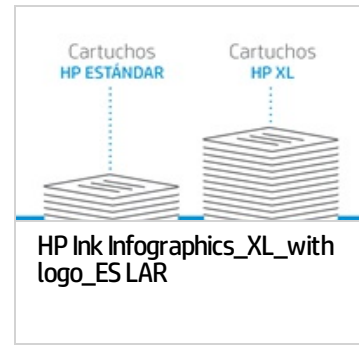 Cartuchos
HP ESTÁNDAR
Cartuchos
HP XL
HP Ink Infographics_XL_with
logo_ES LAR